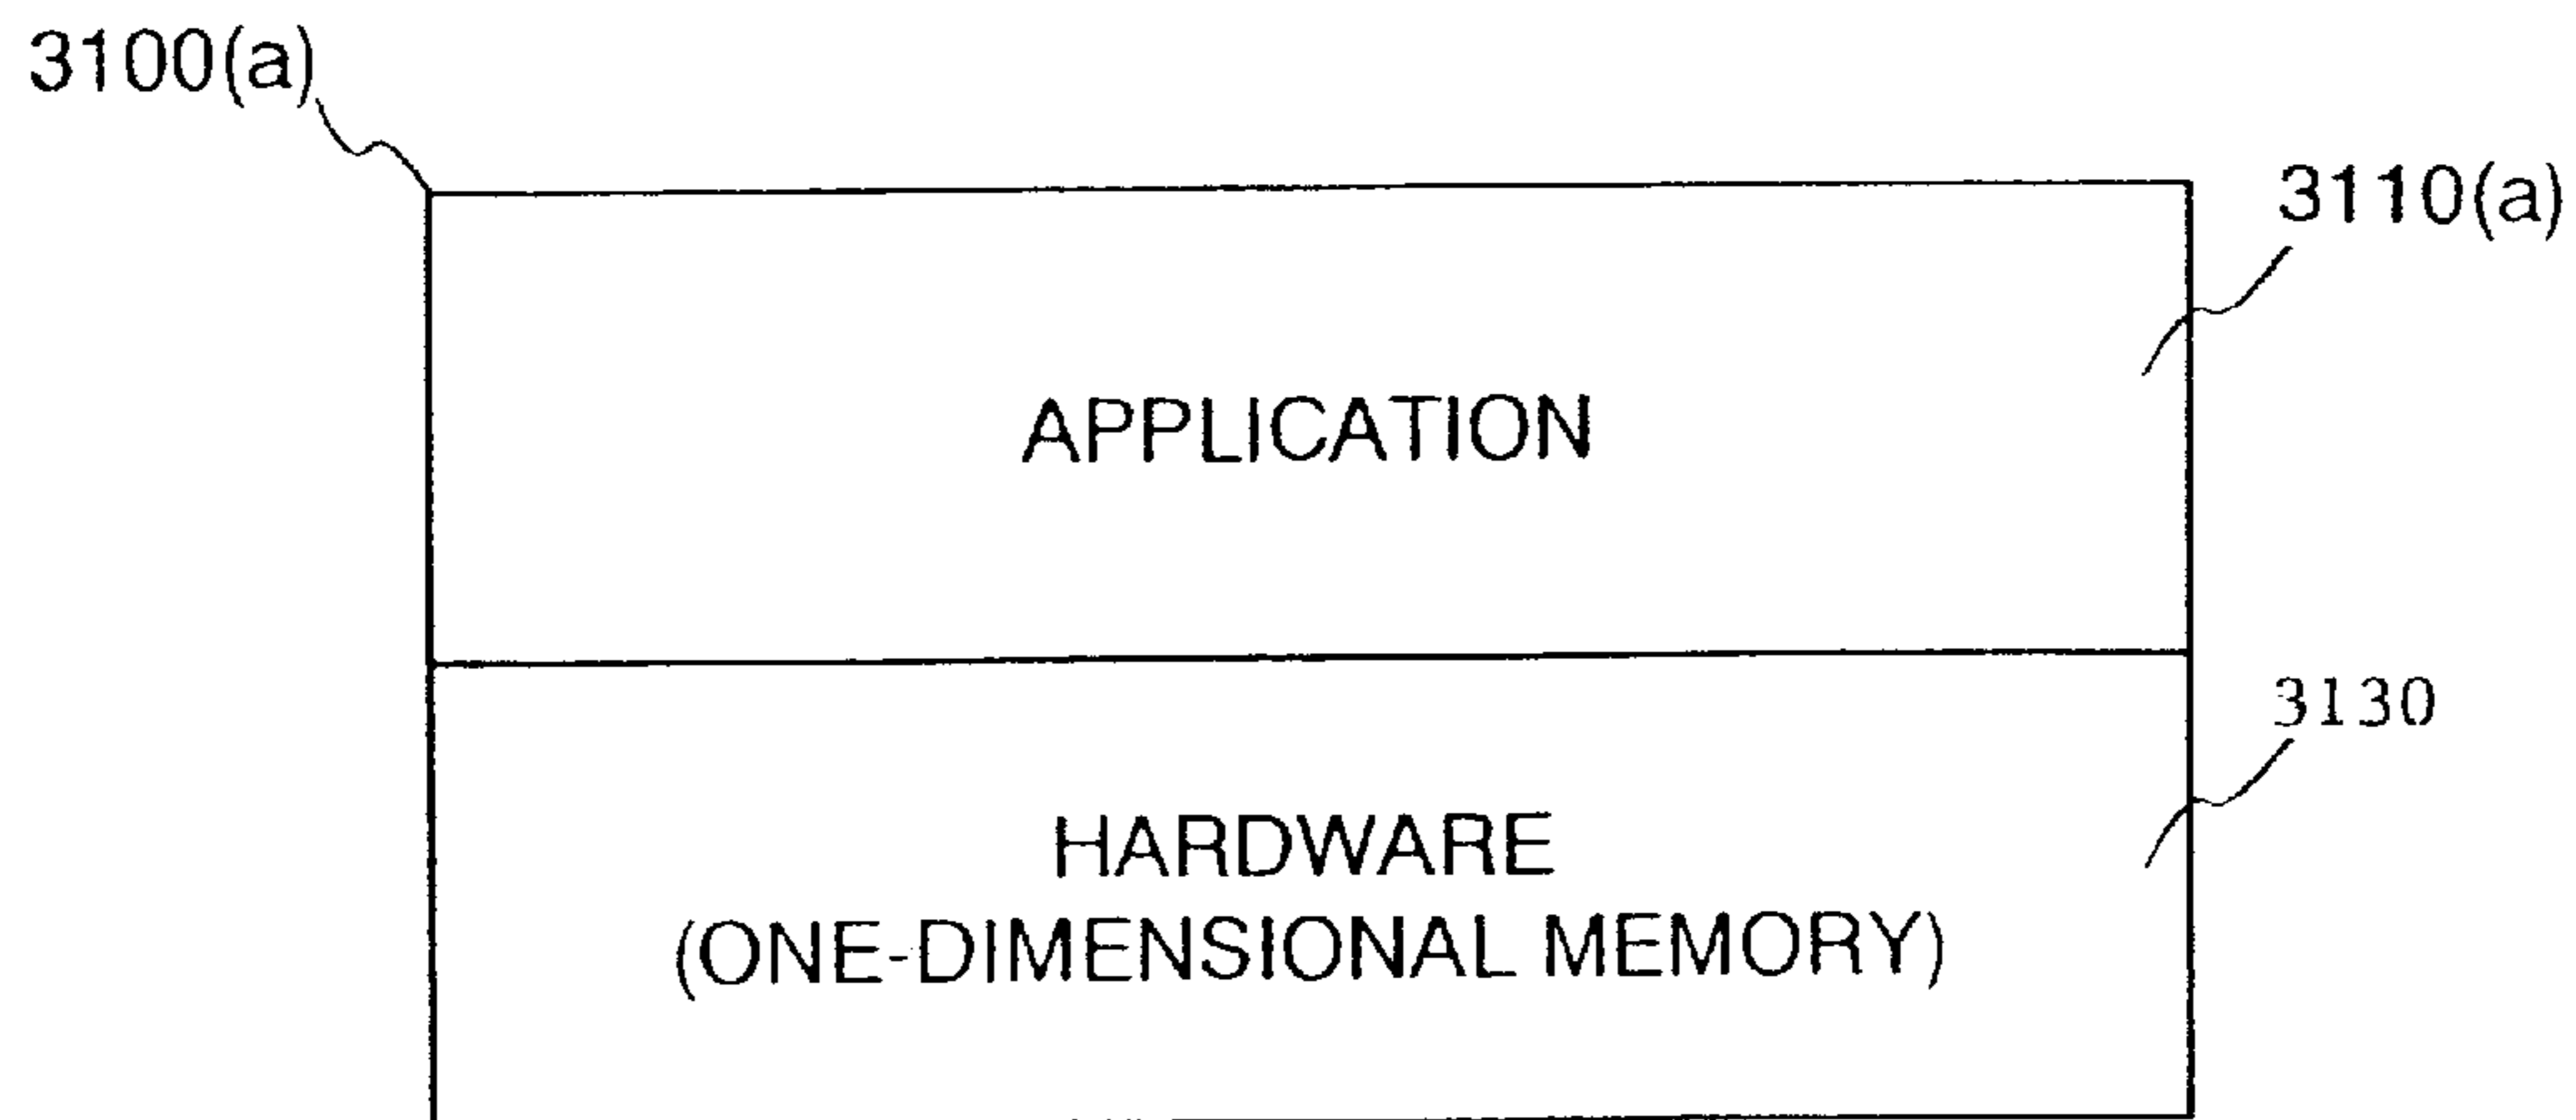 3100(a)
3110(a)
APPLICATION
3130
HARDWARE
(ONE-DIMENSIONAL MEMORY)